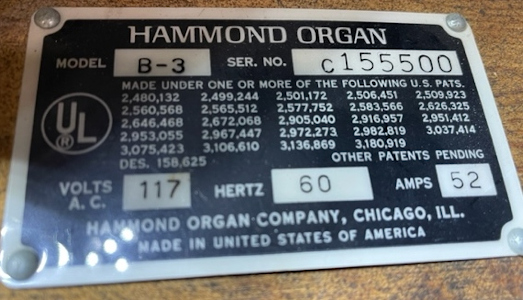 HAMMOND ORGAN
MODEL B-3 SER. NO. C155500
MADE UNDER ONE OR MORE OF THE FOLLOWING U.S. PATS.
2,480,132 2,499,244 2,501,172 2,506,451 2,509,923
2,560,568 2,565,512 2,577,752 2,583,566 2,626,325
2,646,468 2,672,068 2,905,040 2,916,957 2,951,412
2,953,055 2,967,447 2,972,273 2,982,819 3,037,414
3,075,423 3,106,610 3,136,869 3,180,919
DES. 158,625 OTHER PATENTS PENDING
UL
®
VOLTS A.C. 117 HERTZ 60 AMPS 52
HAMMOND ORGAN COMPANY, CHICAGO, ILL.
MADE IN UNITED STATES OF AMERICA